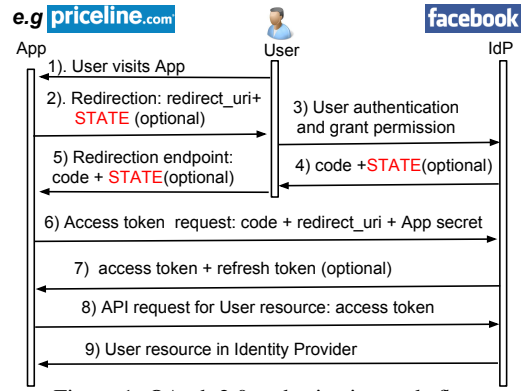 e.g priceline.com
facebook
App
User
IdP
1). User visits App
2). Redirection: redirect_uri+
STATE (optional)
3) User authentication
and grant permission
4) code +STATE(optional)
5) Redirection endpoint:
code + STATE(optional)
6) Access token request: code + redirect_uri + App secret
7) access token + refresh token (optional)
8) API request for User resource: access token
9) User resource in Identity Provider